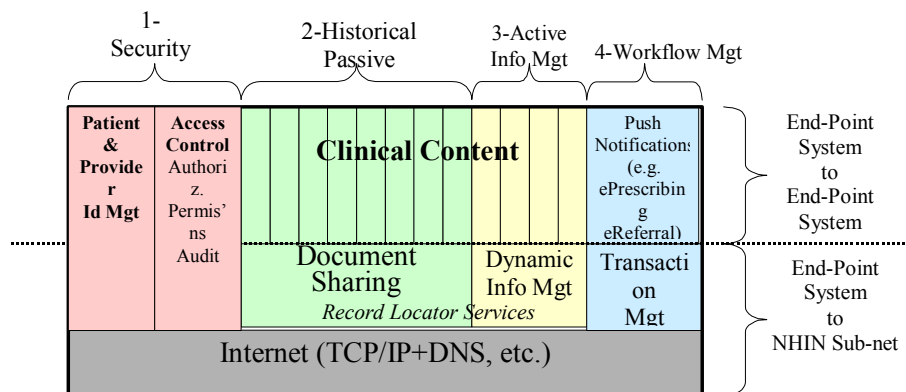 1-
Security
2-Historical
Passive
3-Active
Info Mgt
4-Workflow Mgt
Patient
&
Provide
r
Id Mgt
Access
Control
Authoriz.
Permis'
ns
Audit
Clinical Content
Push
Notifications
(e.g.
ePrescribin
g
eReferral)
End-Point
System
to
End-Point
System
Document
Sharing
Dynamic
Info Mgt
Record Locator Services
Transacti
on
Mgt
End-Point
System
to
NHIN Sub-net
Internet (TCP/IP+DNS, etc.)